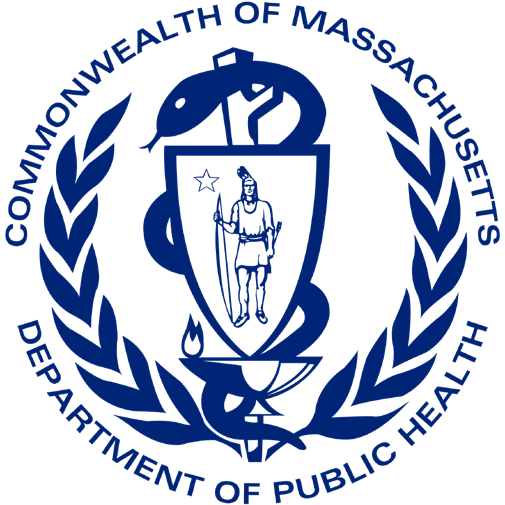 COMMONWEALTH OF MASSACHUSETTS
DEPARTMENT OF PUBLIC HEALTH